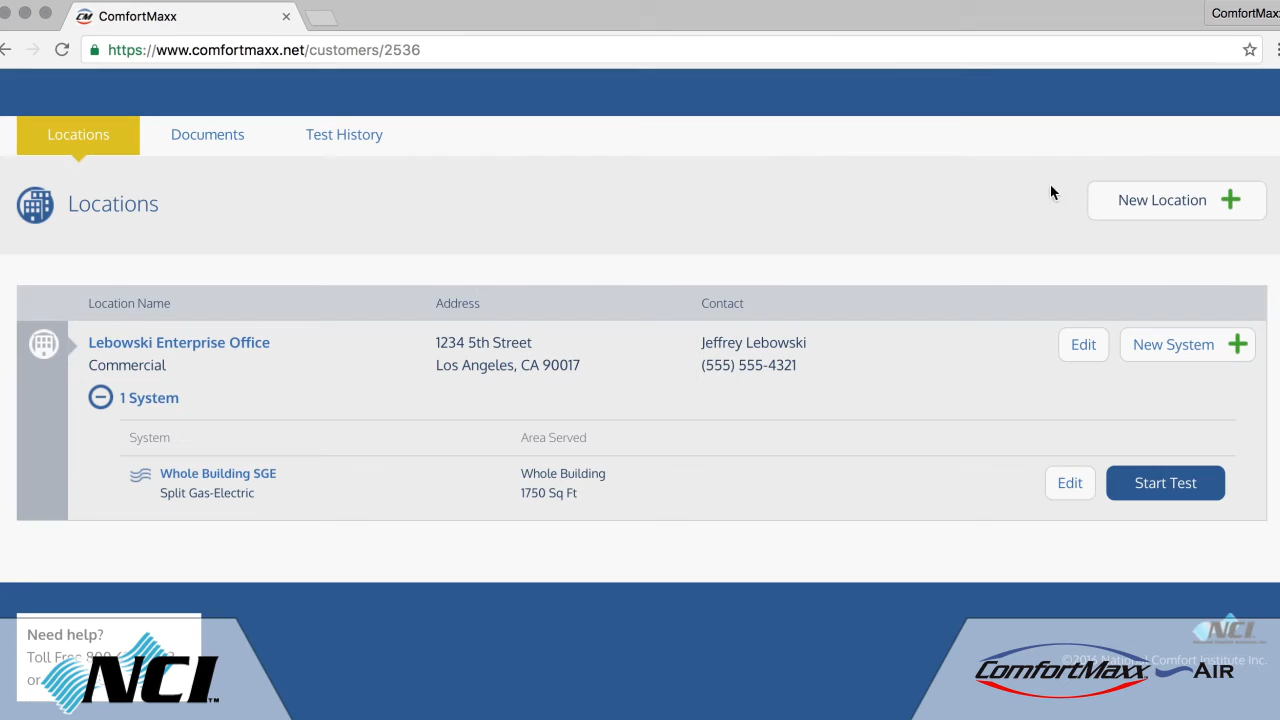 ComfortMaxx
ComfortMaxx
https://www.comfortmaxx.net/customers/2536
Locations Documents Test History
Locations
New Location
Location Name Address Contact
Lebowski Enterprise Office 1234 5th Street Jeffrey Lebowski Edit New System
Commercial Los Angeles, CA 90017 (555) 555-4321
1 System
System Area Served
Whole Building SGE Whole Building
Split Gas-Electric 1750 Sq Ft Edit Start Test
Need help?
Toll Free 800
or
NCI™
NCI
©2016 National Comfort Institute Inc.
ComfortMaxx AIR